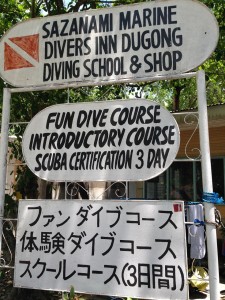 SAZANAMI MARINE
DIVERS INN DUGONG
DIVING SCHOOL & SHOP
FUN DIVE COURSE
INTRODUCTORY COURSE
SCUBA CERTIFICATION 3 DAY
ファンダイブコース
体験ダイブコース
スクールコース(3日間)